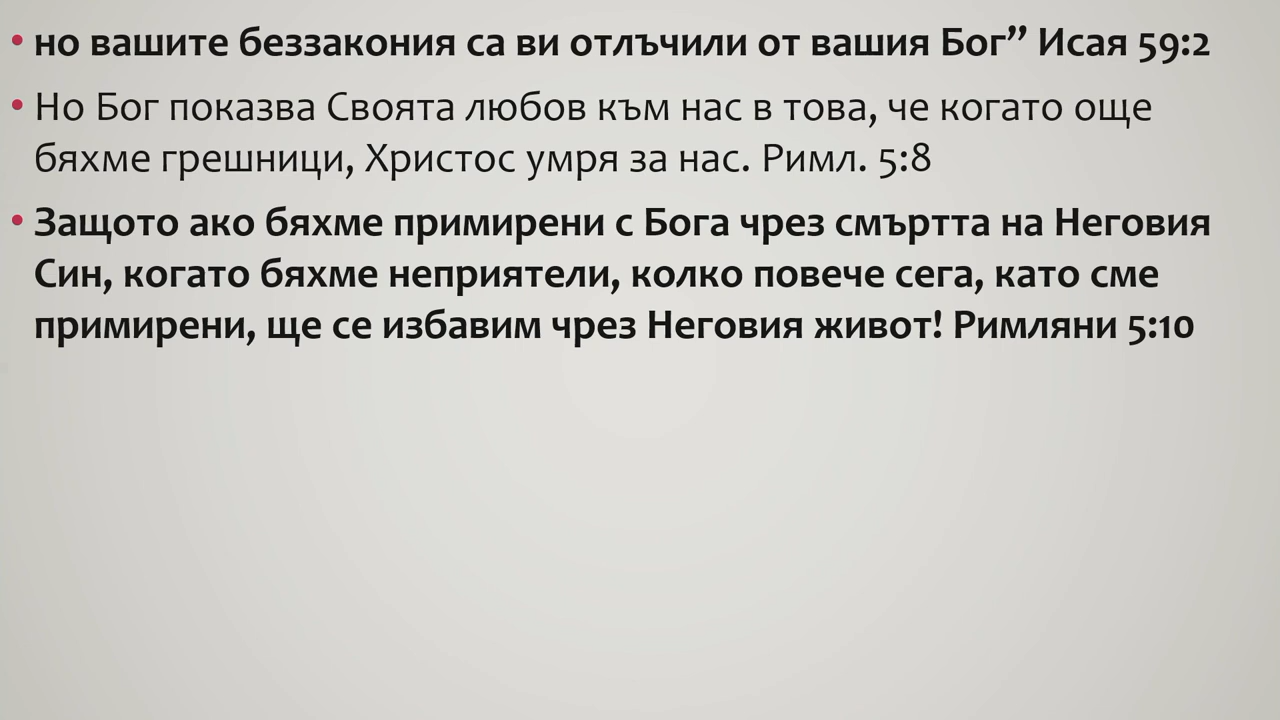 • но вашите беззакония са ви отлъчили от вашия Бог” Исая 59:2
• Но Бог показва Своята любов към нас в това, че когато още
бяхме грешници, Христос умря за нас. Римл. 5:8
• Защото ако бяхме примирени с Бога чрез смъртта на Неговия
Син, когато бяхме неприятели, колко повече сега, като сме
примирени, ще се избавим чрез Неговия живот! Римляни 5:10